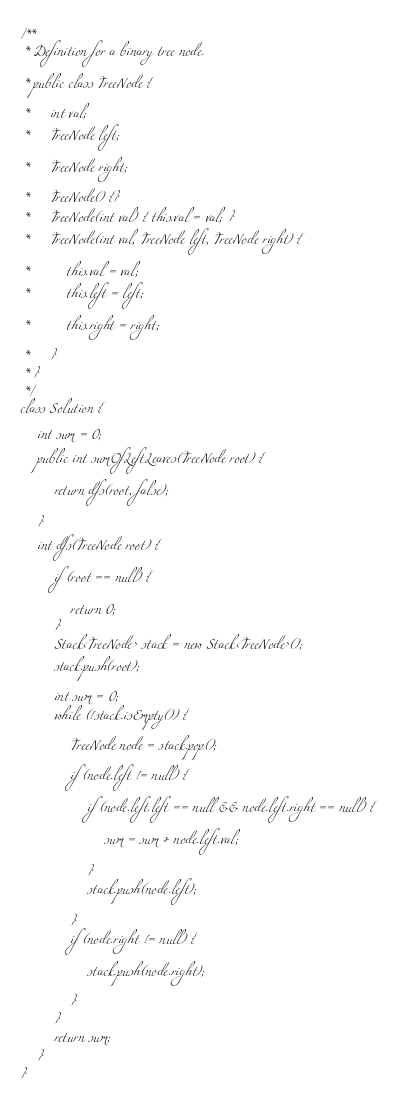 /**
 * Definition for a binary tree node.
 * public class TreeNode {
 *     int val;
 *     TreeNode left;
 *     TreeNode right;
 *     TreeNode() {}
 *     TreeNode(int val) { this.val = val; }
 *     TreeNode(int val, TreeNode left, TreeNode right) {
 *         this.val = val;
 *         this.left = left;
 *         this.right = right;
 *     }
 * }
 */
class Solution {
    int sum = 0;
    public int sumOfLeftLeaves(TreeNode root) {
        return dfs(root, false);
    }
    int dfs(TreeNode root) {
        if (root == null) {
            return 0;
        }
        Stack<TreeNode> stack = new Stack<TreeNode>();
        stack.push(root);
        int sum = 0;
        while (!stack.isEmpty()) {
            TreeNode node = stack.pop();
            if (node.left != null) {
                if (node.left.left == null && node.left.right == null) {
                    sum = sum + node.left.val;
                }
                stack.push(node.left);
            }
            if (node.right != null) {
                stack.push(node.right);
            }
        }
        return sum;
    }
}